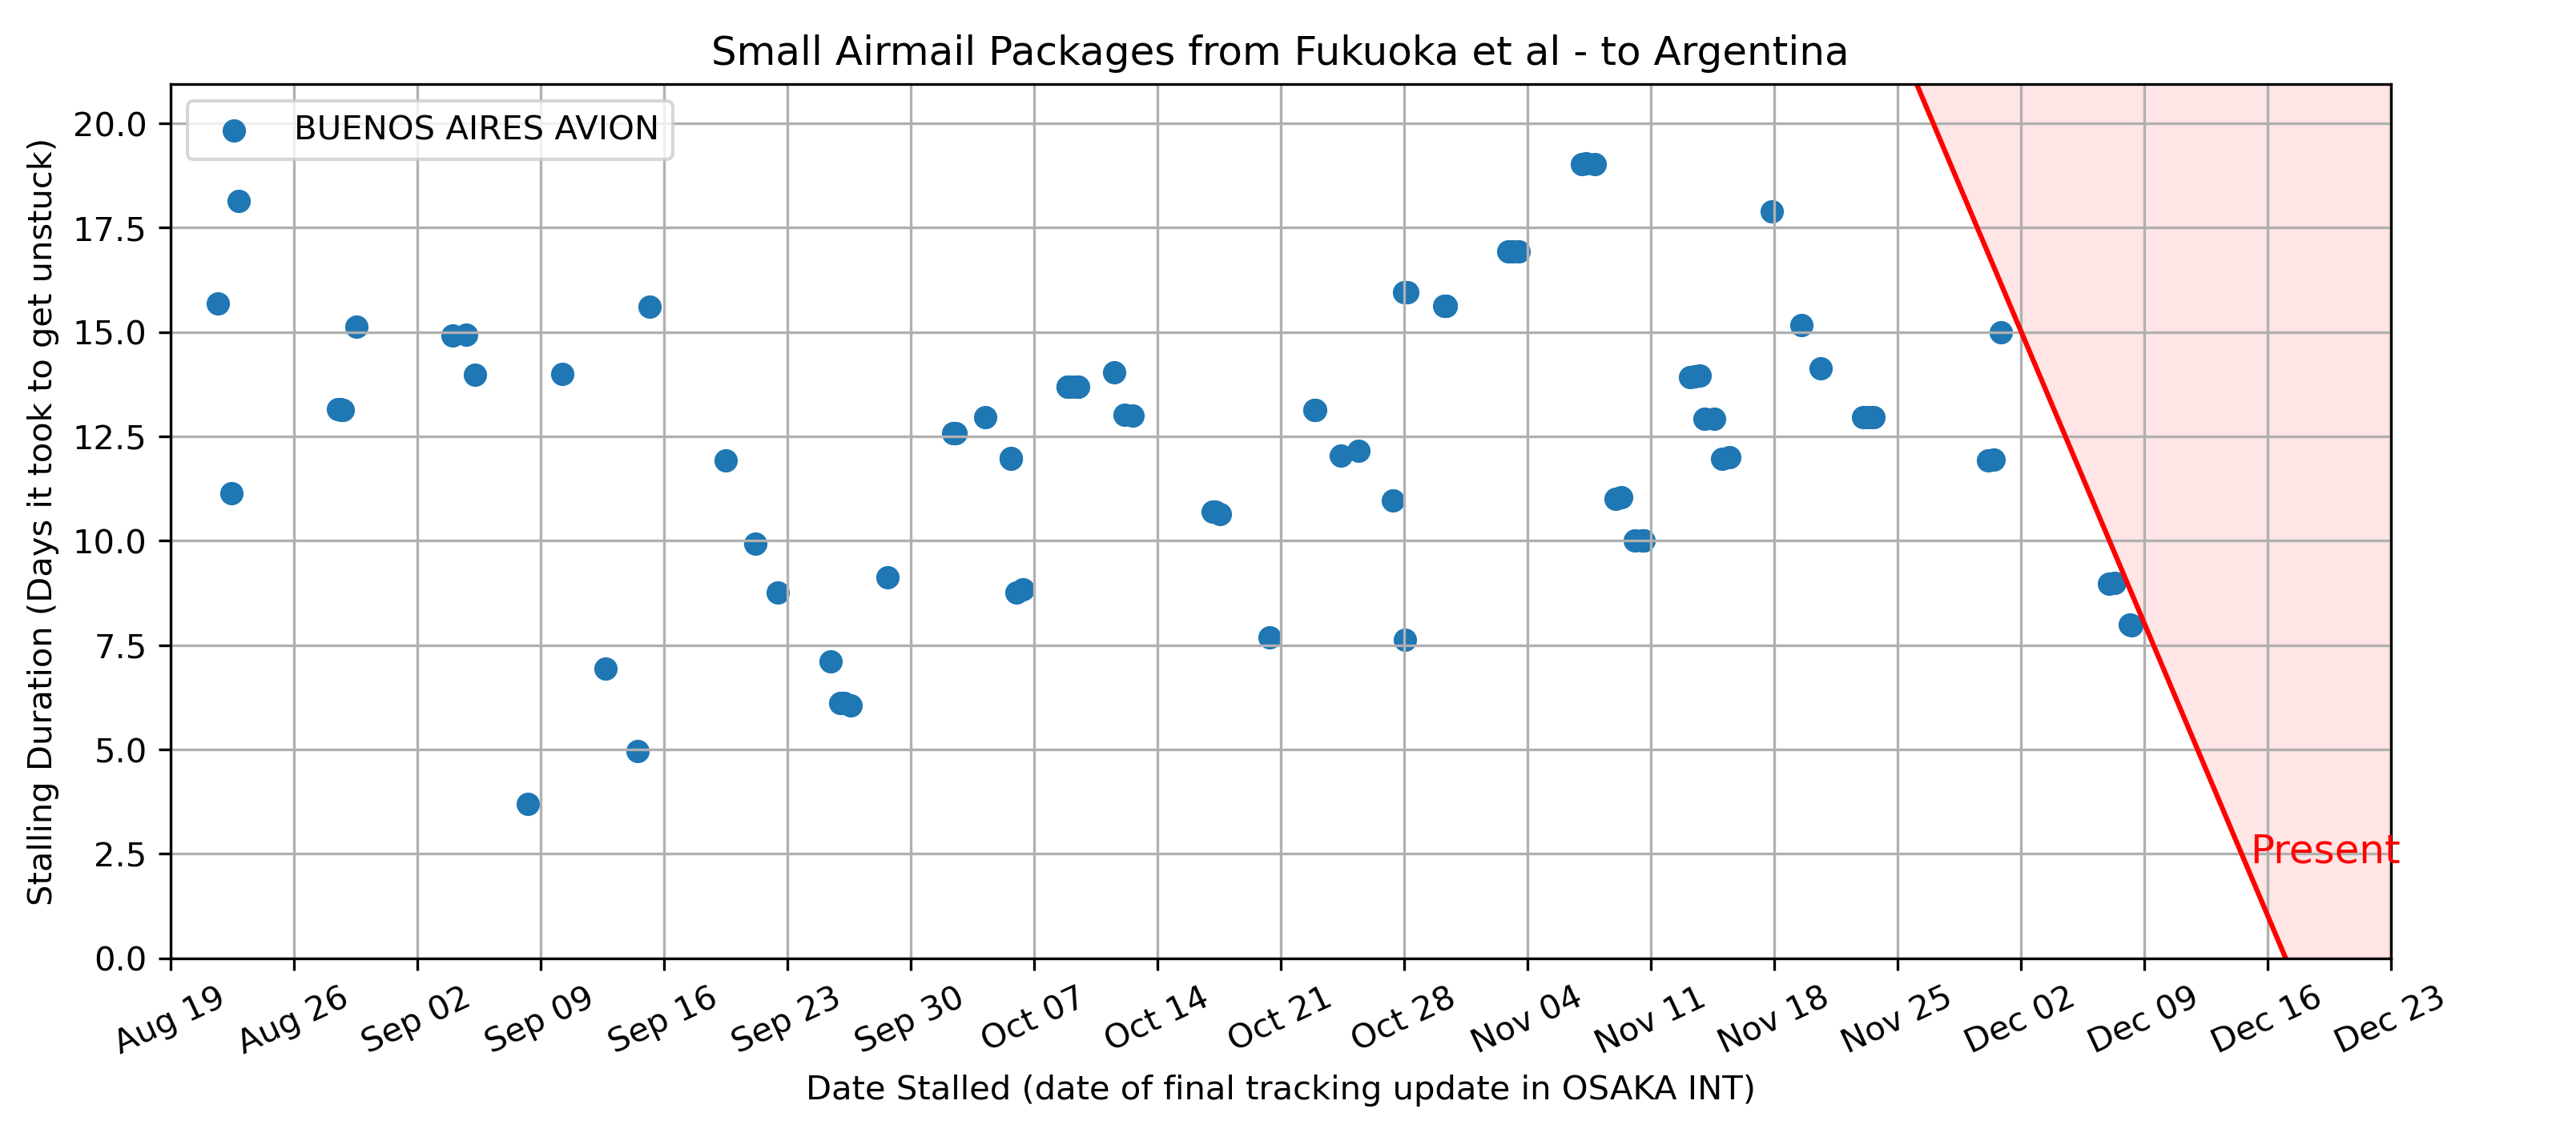 Small Airmail Packages from Fukuoka et al - to Argentina
BUENOS AIRES AVION
Stalling Duration (Days it took to get unstuck)
20.0
17.5
15.0
12.5
10.0
7.5
5.0
2.5
0.0
Present
Aug 19
Aug 26
Sep 02
Sep 09
Sep 16
Sep 23
Sep 30
Oct 07
Oct 14
Oct 21
Oct 28
Nov 04
Nov 11
Nov 18
Nov 25
Dec 02
Dec 09
Dec 16
Dec 23
Date Stalled (date of final tracking update in OSAKA INT)